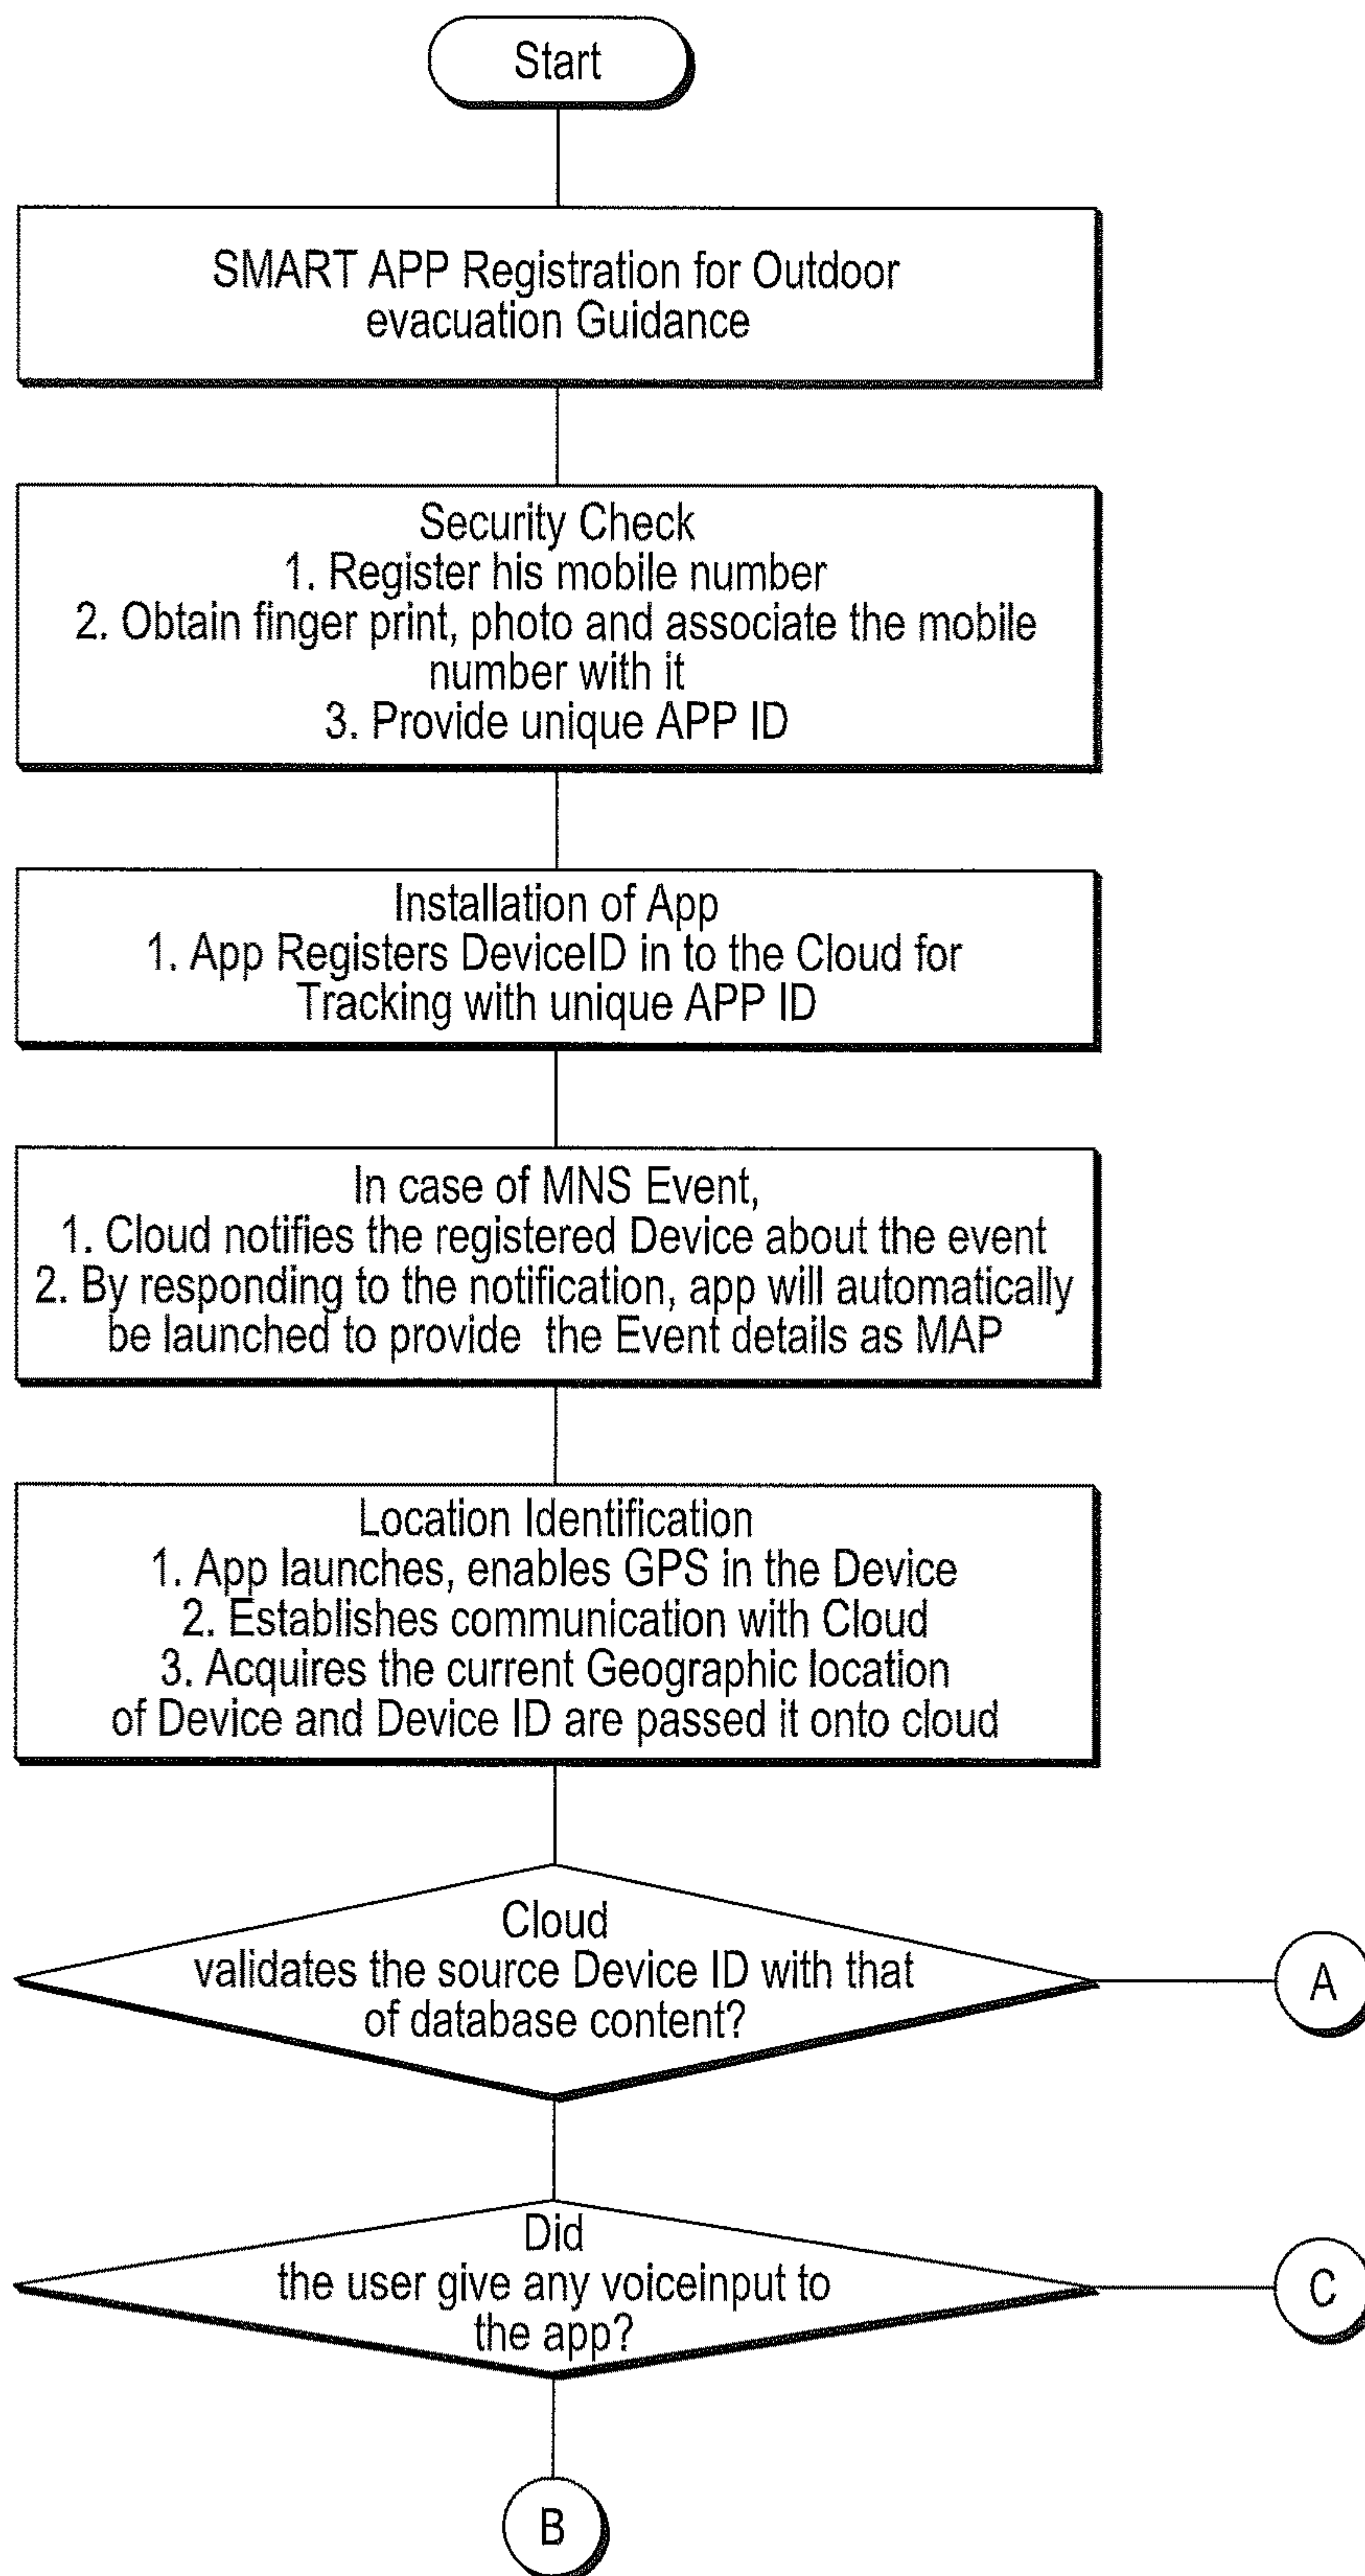 Start
SMART APP Registration for Outdoor
evacuation Guidance
Security Check
1. Register his mobile number
2. Obtain finger print, photo and associate the mobile
number with it
3. Provide unique APP ID
Installation of App
1. App Registers DeviceID in to the Cloud for
Tracking with unique APP ID
In case of MNS Event,
1. Cloud notifies the registered Device about the event
2. By responding to the notification, app will automatically
be launched to provide the Event details as MAP
Location Identification
1. App launches, enables GPS in the Device
2. Establishes communication with Cloud
3. Acquires the current Geographic location
of Device and Device ID are passed it onto cloud
Cloud
validates the source Device ID with that
of database content?
A
Did
the user give any voiceinput to
the app?
C
B